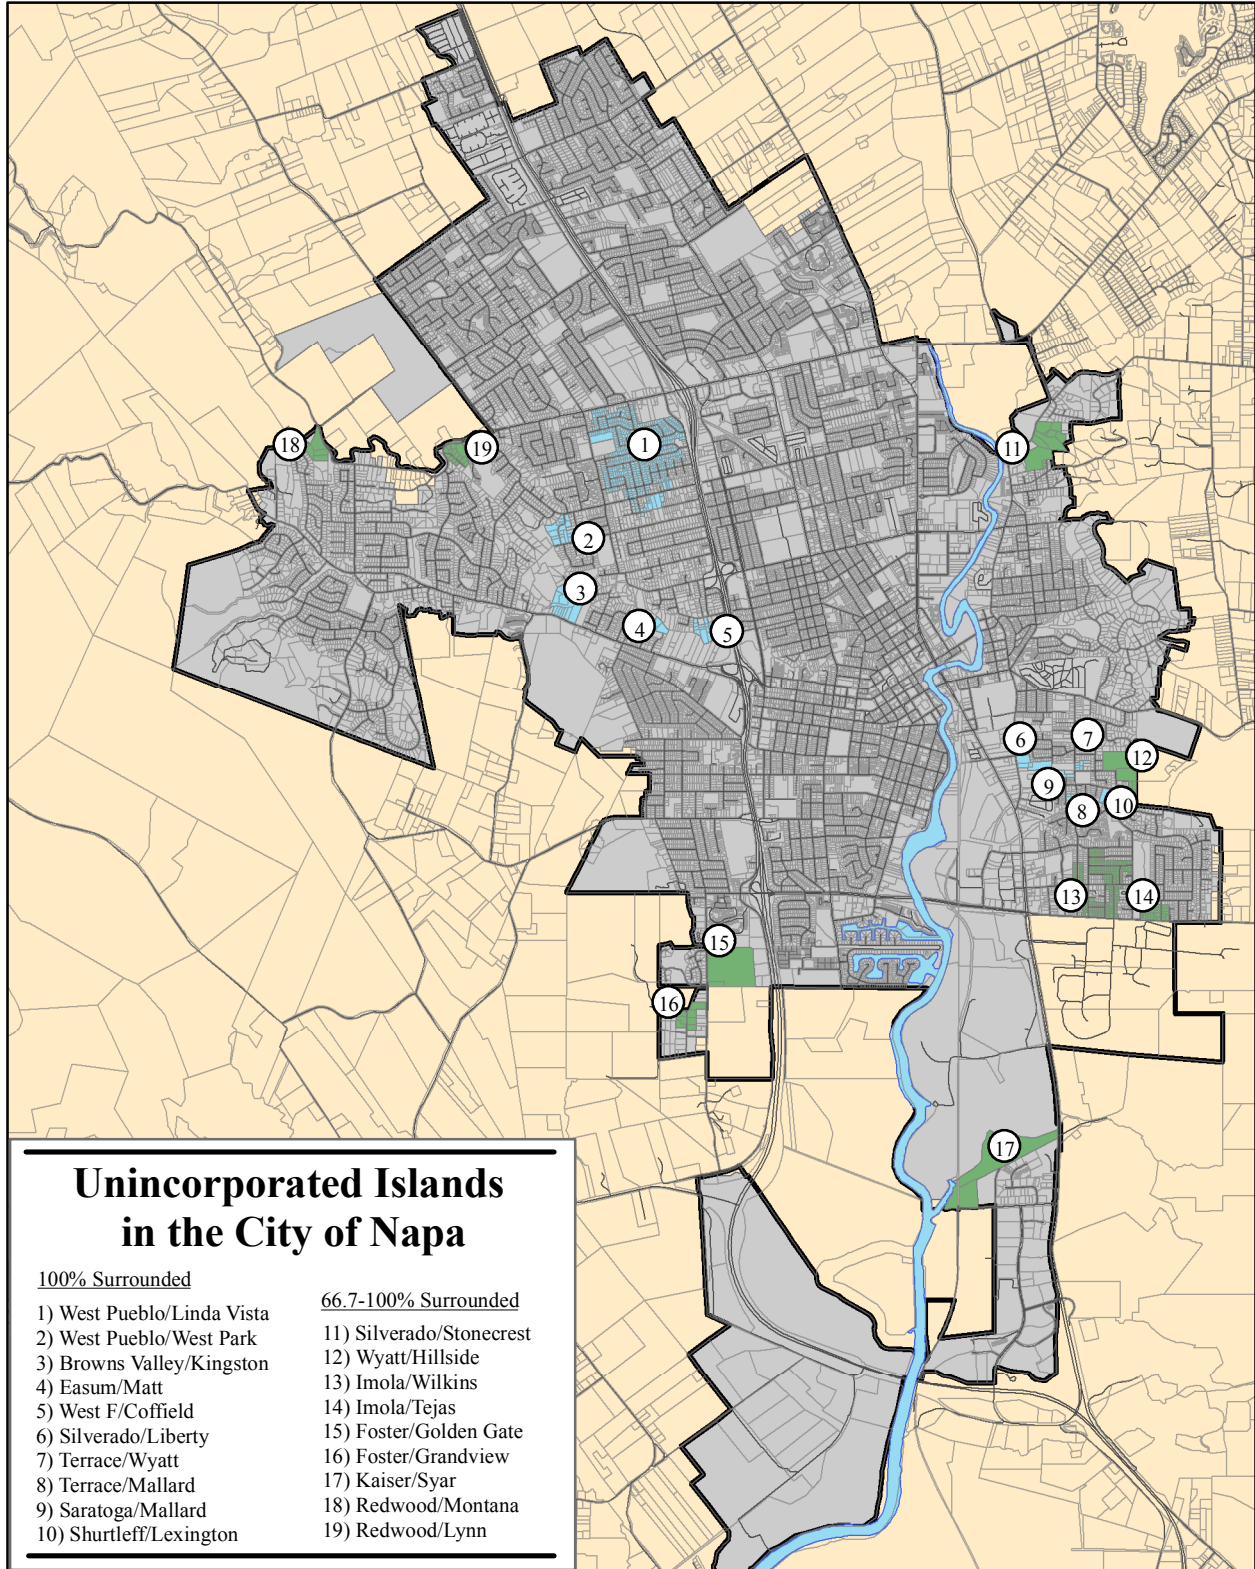 18
19
1
11
2
3
4
5
6
7
12
9
8
10
13
14
15
16
17
Unincorporated Islands
in the City of Napa
100% Surrounded
1) West Pueblo/Linda Vista
2) West Pueblo/West Park
3) Browns Valley/Kingston
4) Easum/Matt
5) West F/Coffield
6) Silverado/Liberty
7) Terrace/Wyatt
8) Terrace/Mallard
9) Saratoga/Mallard
10) Shurtleff/Lexington
66.7-100% Surrounded
11) Silverado/Stonecrest
12) Wyatt/Hillside
13) Imola/Wilkins
14) Imola/Tejas
15) Foster/Golden Gate
16) Foster/Grandview
17) Kaiser/Syar
18) Redwood/Montana
19) Redwood/Lynn